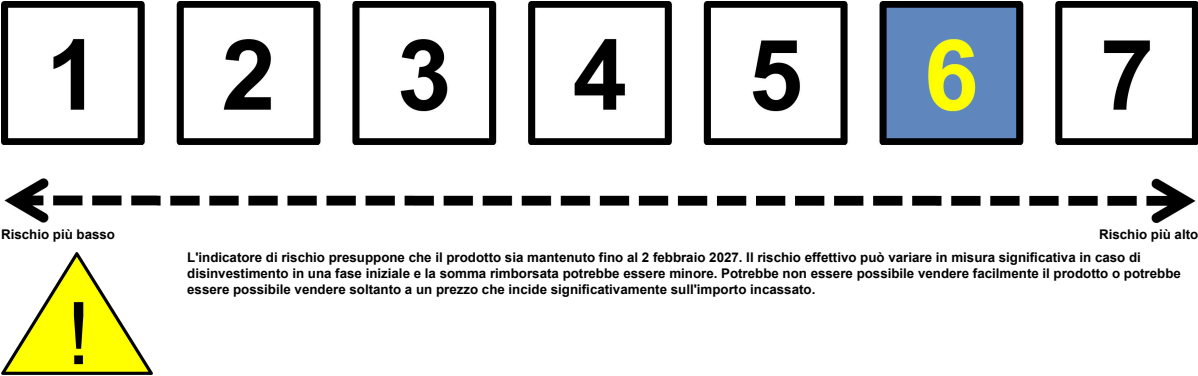 1 2 3 4 5 6 7
Rischio più basso Rischio più alto
L'indicatore di rischio presuppone che il prodotto sia mantenuto fino al 2 febbraio 2027. Il rischio effettivo può variare in misura significativa in caso di
disinvestimento in una fase iniziale e la somma rimborsata potrebbe essere minore. Potrebbe non essere possibile vendere facilmente il prodotto o potrebbe
essere possibile vendere soltanto a un prezzo che incide significativamente sull'importo incassato.
!